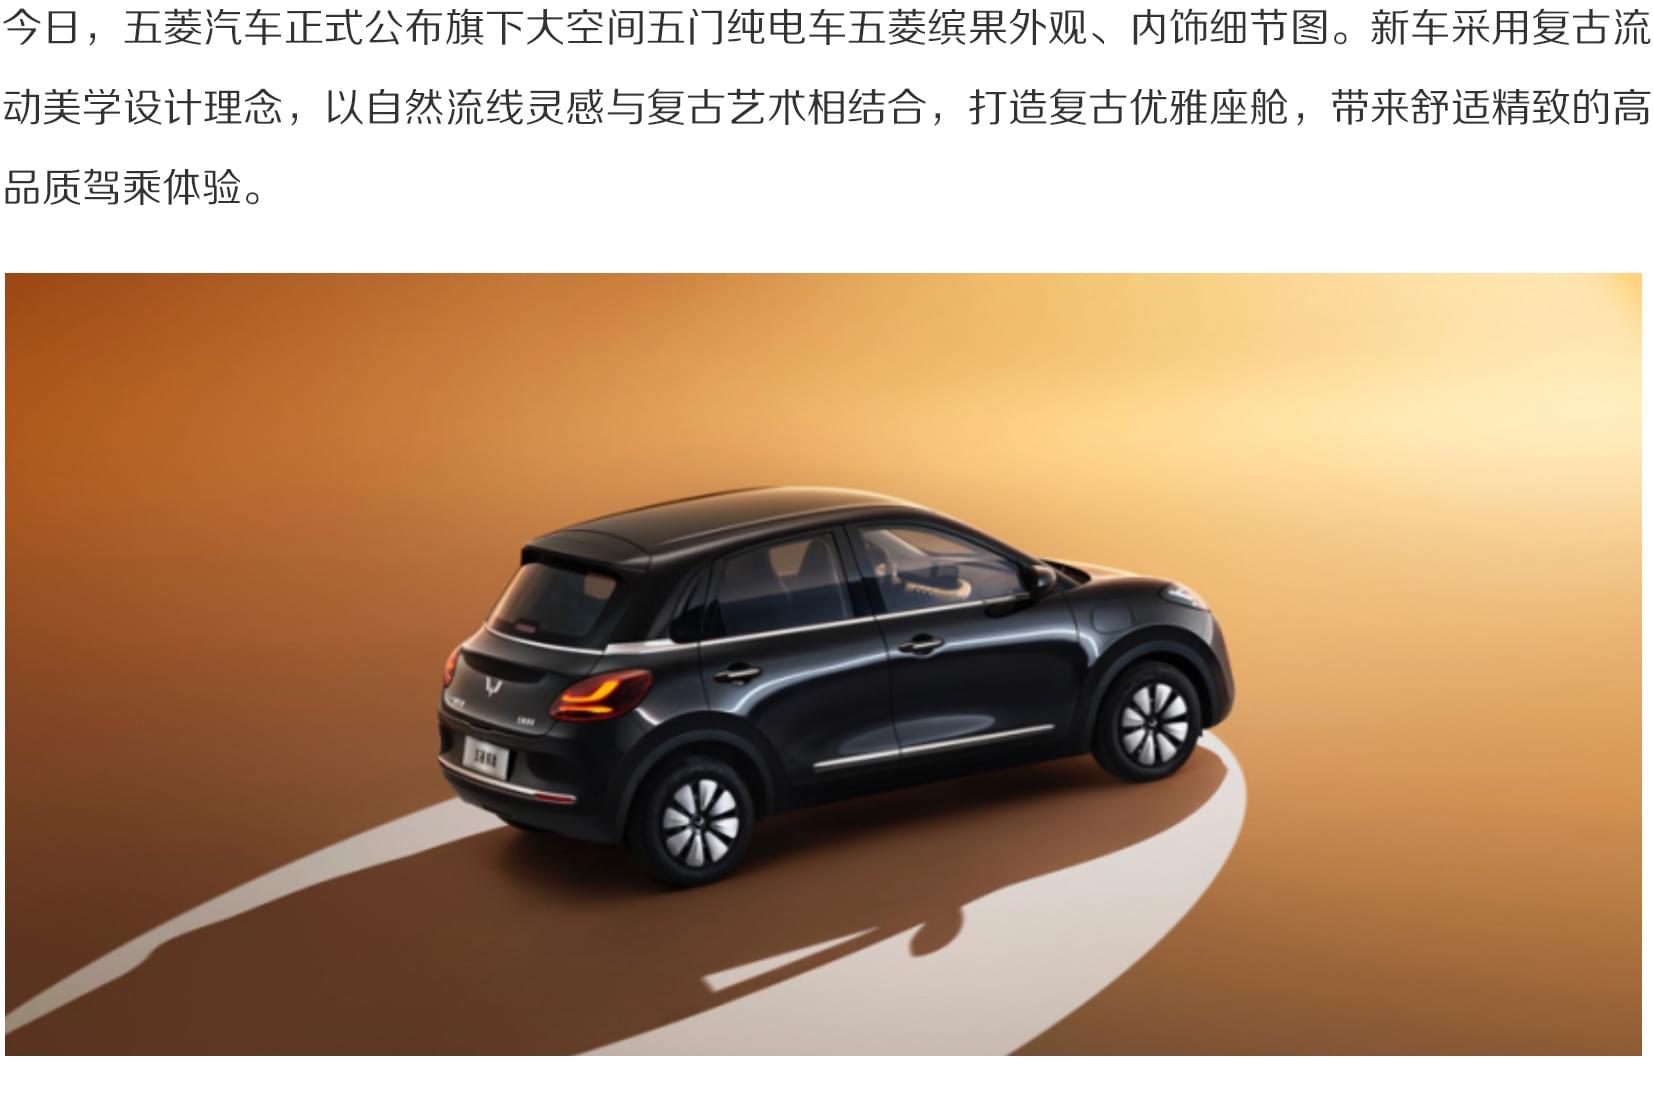 今日，五菱汽车正式公布旗下大空间五门纯电车五菱缤果外观、内饰细节图。新车采用复古流
动美学设计理念，以自然流线灵感与复古艺术相结合，打造复古优雅座舱，带来舒适精致的高
品质驾乘体验。